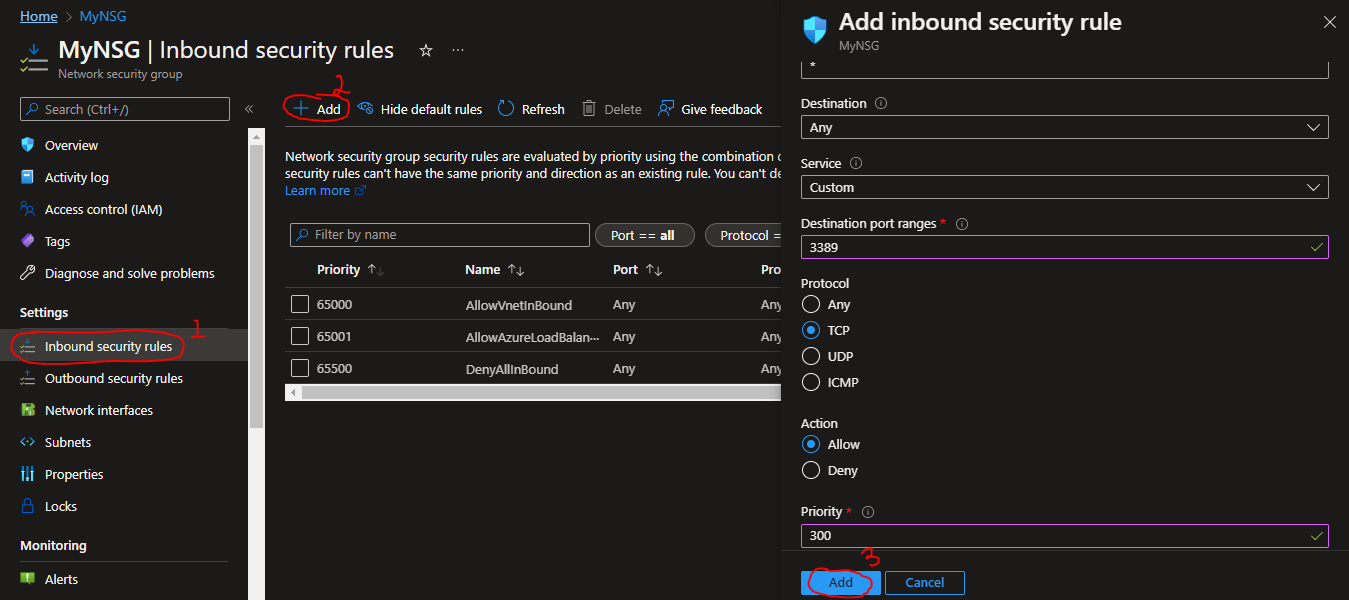 Home > MyNSG
MyNSG | Inbound security rules
Network security group
Search (Ctrl+/)
Overview
Activity log
Access control (IAM)
Tags
Diagnose and solve problems
Settings
1
Inbound security rules
Outbound security rules
Network interfaces
Subnets
Properties
Locks
Monitoring
Alerts
2
Add Hide default rules Refresh Delete Give feedback
Network security group security rules are evaluated by priority using the combination
security rules can't have the same priority and direction as an existing rule. You can't de
Learn more
Filter by name Port == all Protocol =
Priority Name Port Pro
65000 AllowVnetInBound Any Any
65001 AllowAzureLoadBalan··· Any Any
65500 DenyAllInBound Any Any
Add inbound security rule
MyNSG
*
Destination
Any
Service
Custom
Destination port ranges *
3389
Protocol
Any
TCP
UDP
ICMP
Action
Allow
Deny
Priority *
300
3
Add Cancel